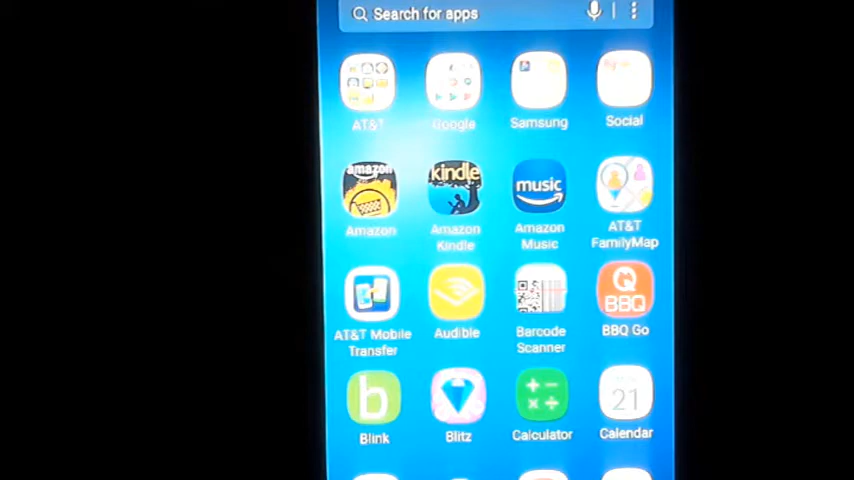 Search for apps
AT&T
Google
Samsung
Social
amazon
kindle
music
Amazon
Amazon
Kindle
Amazon
Music
AT&T
FamilyMap
BBQ
AT&T Mobile
Transfer
Audible
Barcode
Scanner
BBQ Go
b
21
Blink
Blitz
Calculator
Calendar